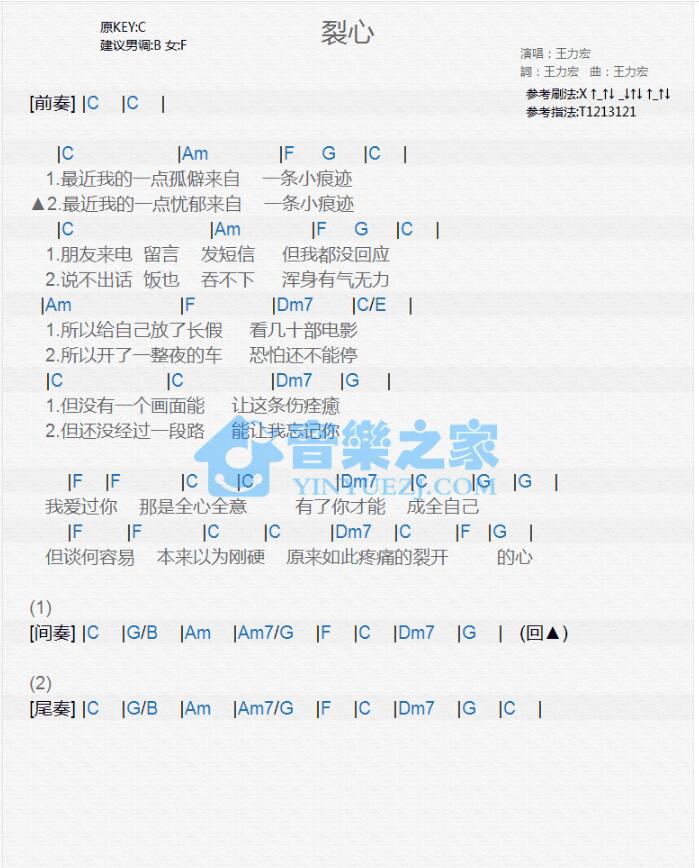 原KEY:C
建议男调:B 女:F
裂心
演唱：王力宏
詞：王力宏 曲：王力宏
参考刷法:X↑_↑↓_↓↑↓↑_↑↓
参考指法:T1213121
[前奏] |C |C |
|C |Am |F G |C |
1.最近我的一点孤僻来自 一条小痕迹
▲2.最近我的一点忧郁来自 一条小痕迹
|C |Am |F G |C |
1.朋友来电 留言 发短信 但我都没回应
2.说不出话 饭也 吞不下 浑身有气无力
|Am |F |Dm7 |C/E |
1.所以给自己放了长假 看几十部电影
2.所以开了一整夜的车 恐怕还不能停
|C |C |Dm7 |G |
1.但没有一个画面能 让这条伤痊癒
2.但还没经过一段路 能让我忘记你
音樂之家
YINYUEZJ.COM
|F |F |C |C |Dm7 |C |G |G |
我爱过你 那是全心全意 有了你才能 成全自己
|F |F |C |C |Dm7 |C |F |G |
但谈何容易 本来以为刚硬 原来如此疼痛的裂开 的心
(1)
[间奏] |C |G/B |Am |Am7/G |F |C |Dm7 |G | (回▲)
(2)
[尾奏] |C |G/B |Am |Am7/G |F |C |Dm7 |G |C |